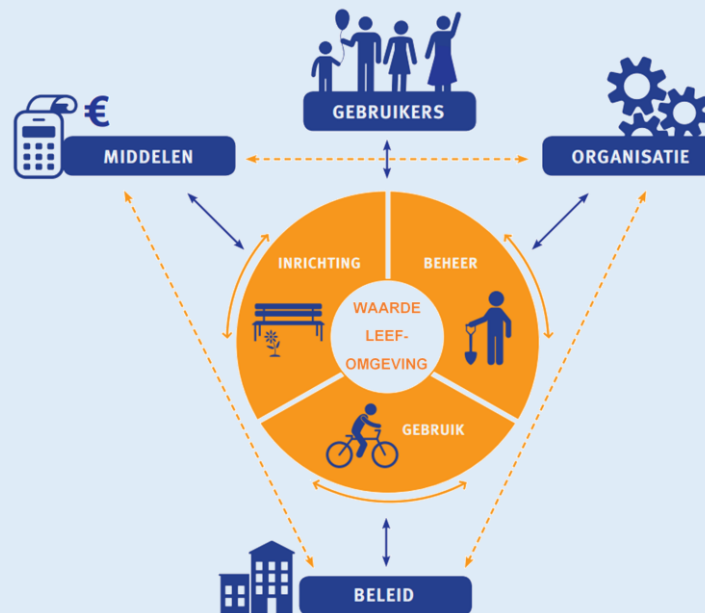 GEBRUIKERS
€
MIDDELEN
ORGANISATIE
INRICHTING
BEHEER
WAARDE
LEEF-
OMGEVING
GEBRUIK
BELEID